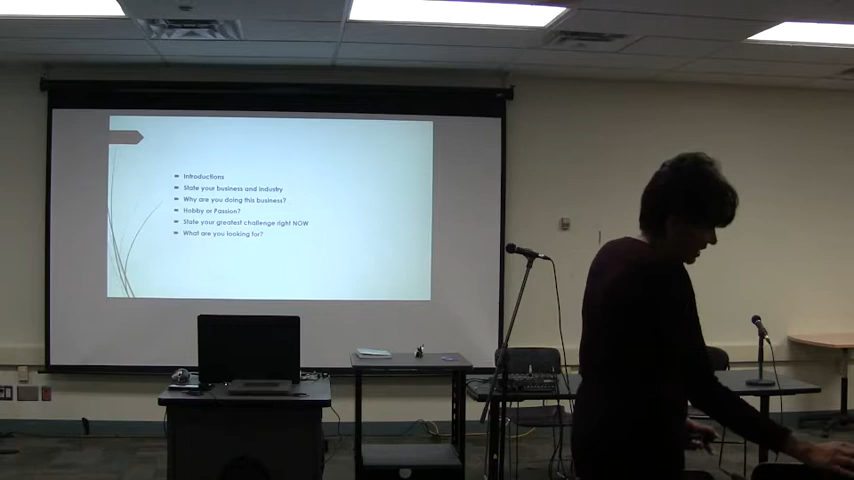 Introductions
State your business and Industry
Why are you doing this business?
Hobby or Passion?
State your greatest challenge right NOW
What are you looking for?